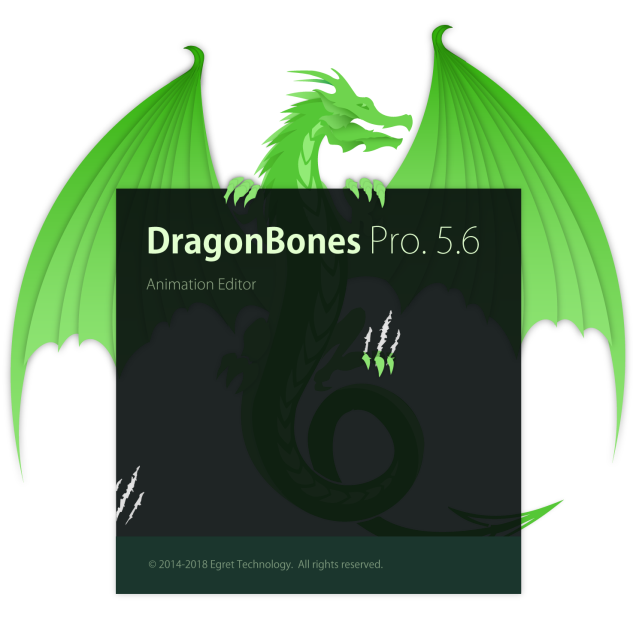 DragonBones Pro. 5.6
Animation Editor
© 2014-2018 Egret Technology. All rights reserved.